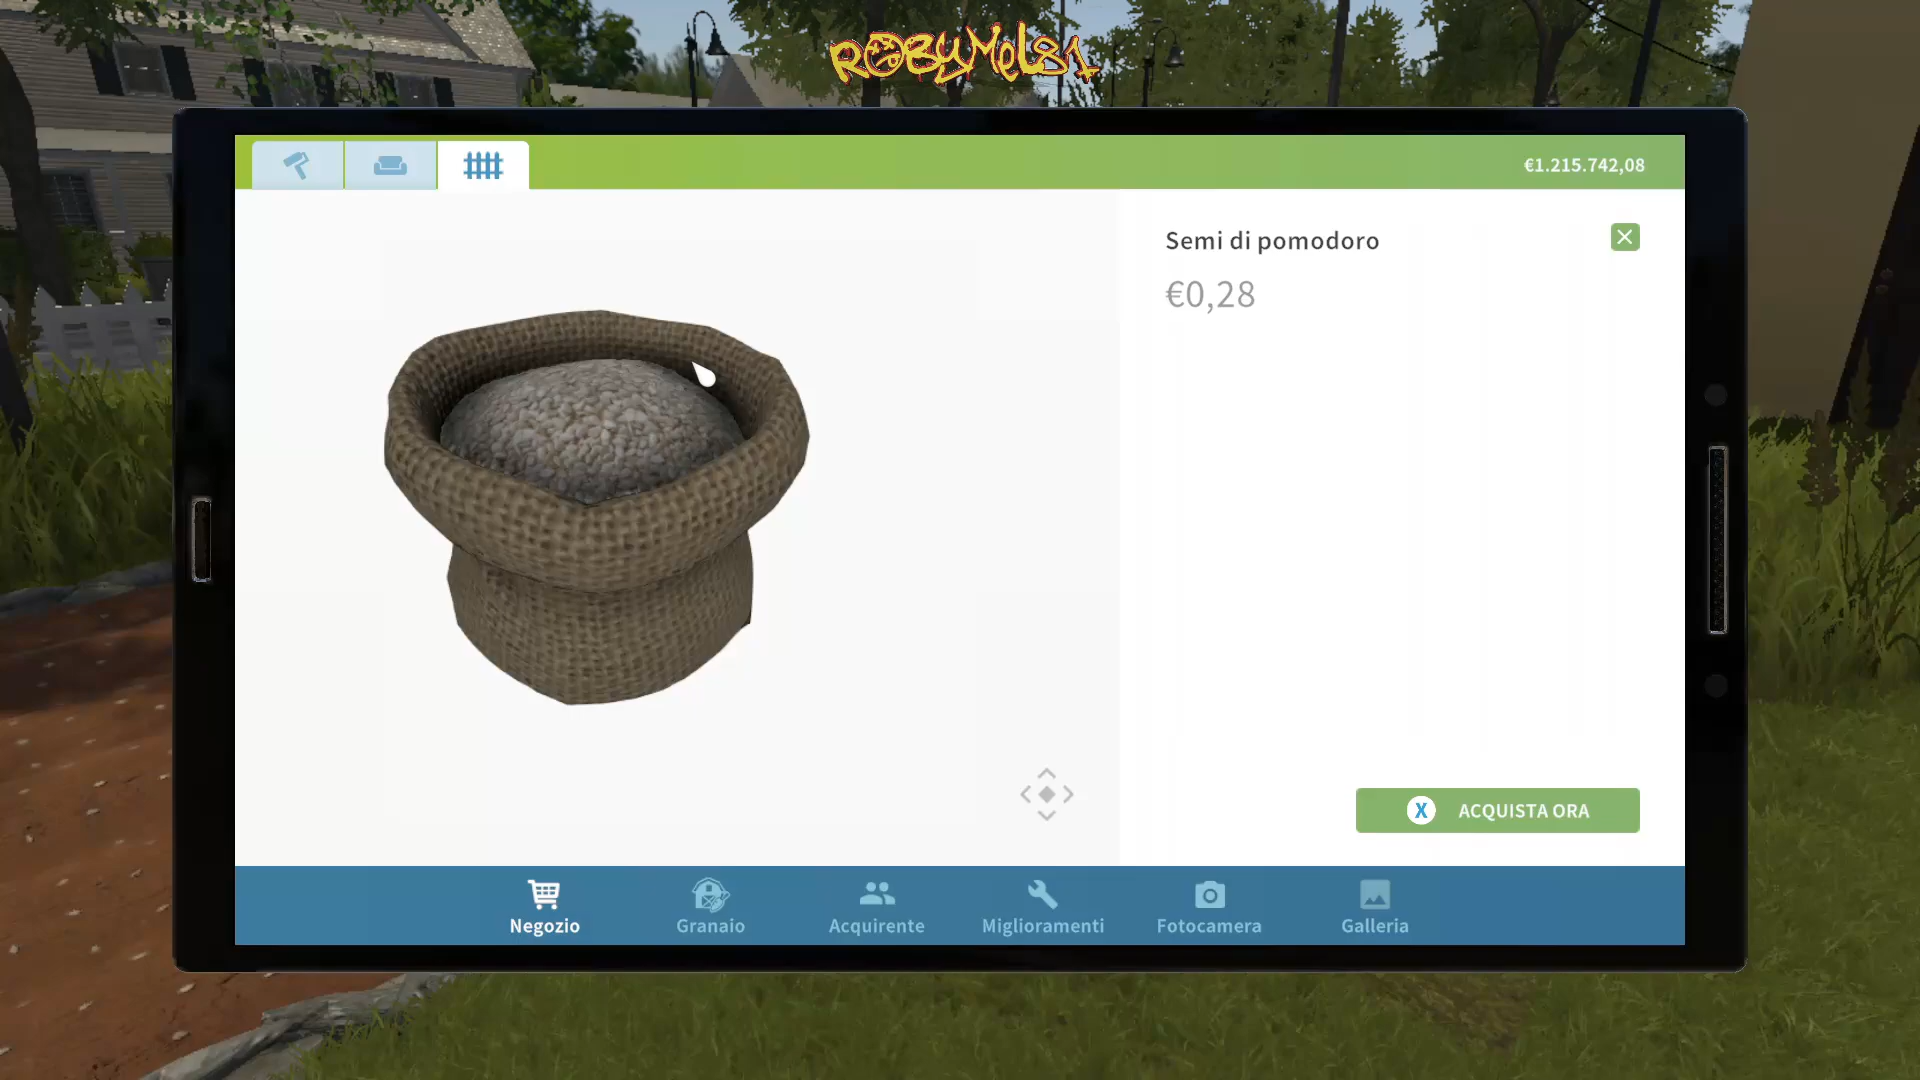 ROBYMEL81
€1.215.742,08
Semi di pomodoro
€0,28
X ACQUISTA ORA
Negozio
Granaio
Acquirente
Miglioramenti
Fotocamera
Galleria